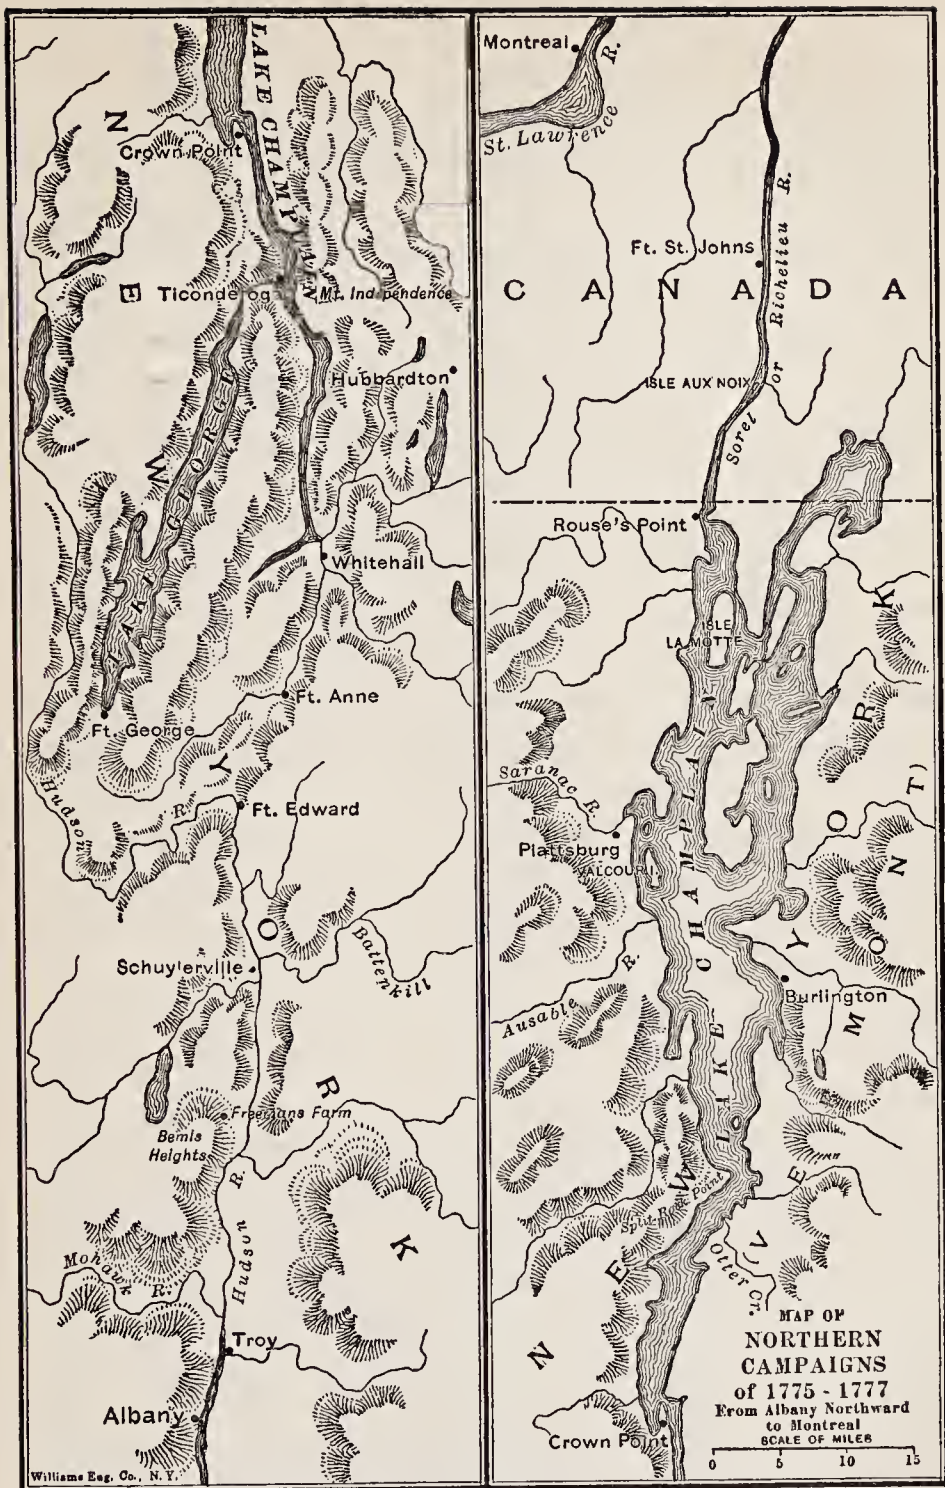 LAKE CHAMPLAIN
N E W Y O R K
Crown Point
Ticonderoga
Mt. Independence
Hubbardton
LAKE GEORGE
Whitehall
Ft. Anne
Ft. George
Hudson R.
Ft. Edward
Battenkill
Schuylerville
Freemans Farm
Bemis
Heights
Hudson R.
Mohawk R.
Troy
Albany
Williams Eng. Co., N.Y.
Montreal
St. Lawrence R.
Ft. St. Johns
Sorel or Richelieu R.
CANADA
ISLE AUX NOIX
Rouse's Point
ISLE
LA MOTTE
LAKE CHAMPLAIN
Saranac R.
Plattsburg
VALCOUR I.
Ausable R.
Burlington
NEW YORK
VEMONT)
Split Rock Point
Otter Cr.
Crown Point
MAP OF
NORTHERN
CAMPAIGNS
of 1775 - 1777
From Albany Northward
to Montreal
SCALE OF MILES
0 5 10 15